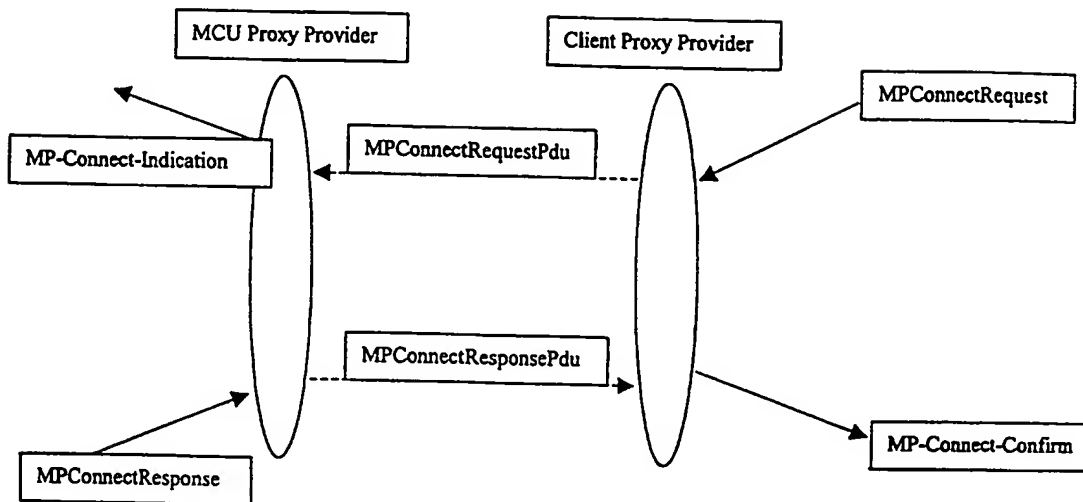 MCU Proxy Provider
Client Proxy Provider
MPConnectRequest
MP-Connect-Indication
MPConnectRequestPdu
MPConnectResponsePdu
MP-Connect-Confirm
MPConnectResponse